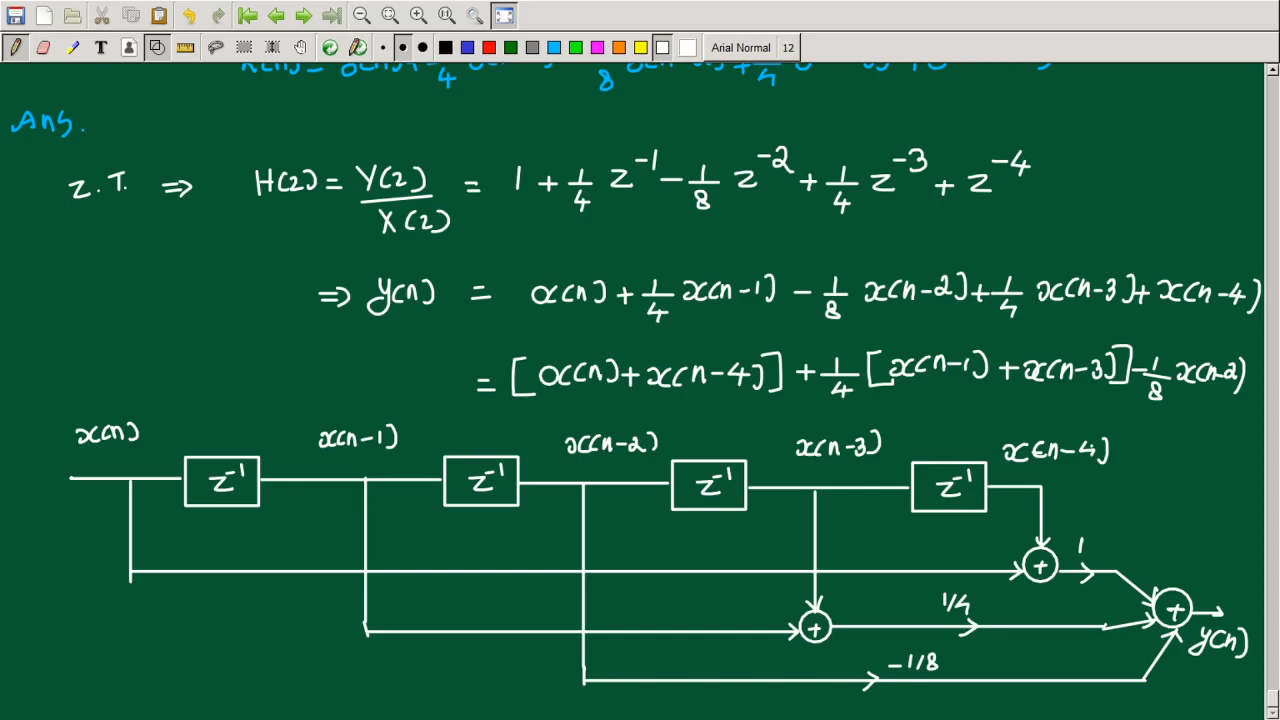 Arial Normal 12
Ans.
Z.T. ⇒ H(z) = Y(z)/X(z) = 1 + 1/4 z^-1 - 1/8 z^-2 + 1/4 z^-3 + z^-4
⇒ y(n) = x(n) + 1/4 x(n-1) - 1/8 x(n-2) + 1/4 x(n-3) + x(n-4)
= [x(n) + x(n-4)] + 1/4 [x(n-1) + x(n-3)] - 1/8 x(n-2)
x(n) x(n-1) x(n-2) x(n-3) x(n-4)
z^-1 z^-1 z^-1 z^-1
+ 1
1/4 +
+ y(n)
-1/8